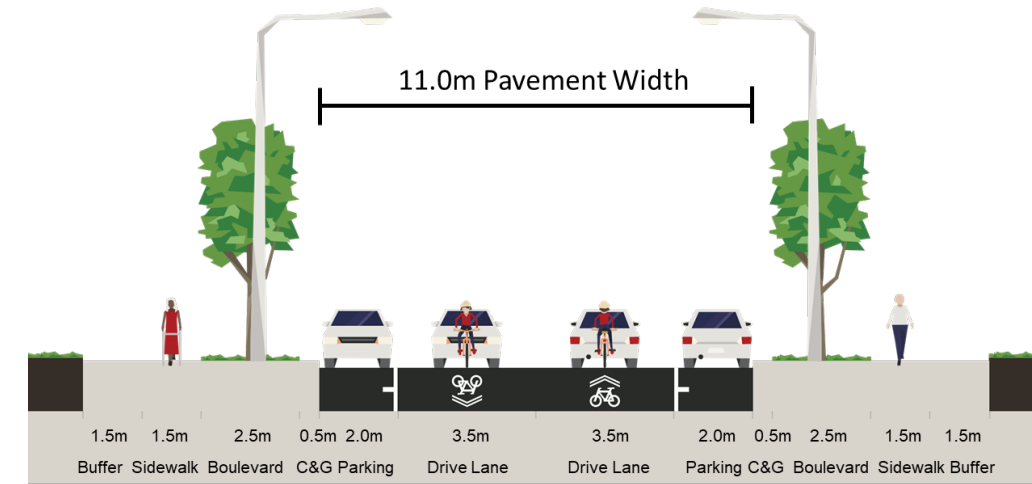 11.0m Pavement Width
1.5m 1.5m 2.5m 0.5m 2.0m 3.5m 3.5m 2.0m 0.5m 2.5m 1.5m 1.5m
Buffer Sidewalk Boulevard C&G Parking Drive Lane Drive Lane Parking C&G Boulevard Sidewalk Buffer